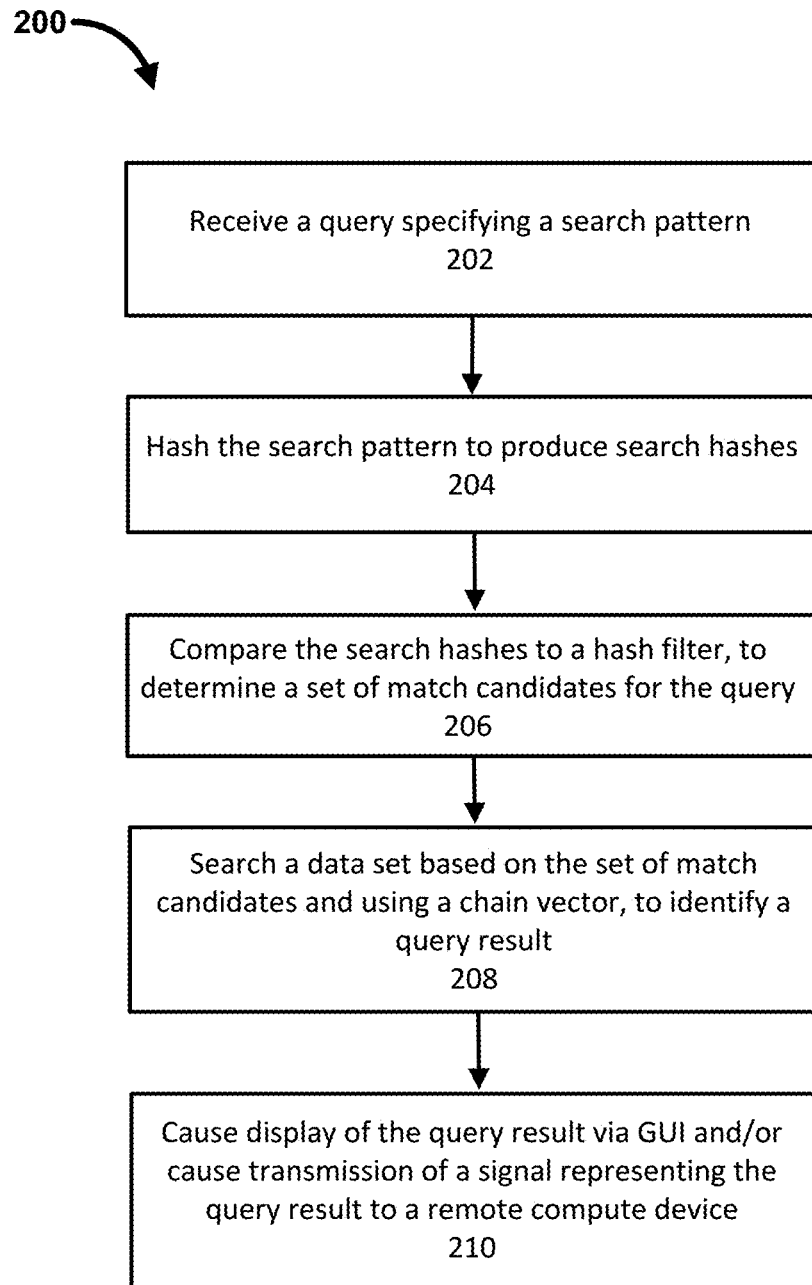 200
Receive a query specifying a search pattern
202
Hash the search pattern to produce search hashes
204
Compare the search hashes to a hash filter, to
determine a set of match candidates for the query
206
Search a data set based on the set of match
candidates and using a chain vector, to identify a
query result
208
Cause display of the query result via GUI and/or
cause transmission of a signal representing the
query result to a remote compute device
210